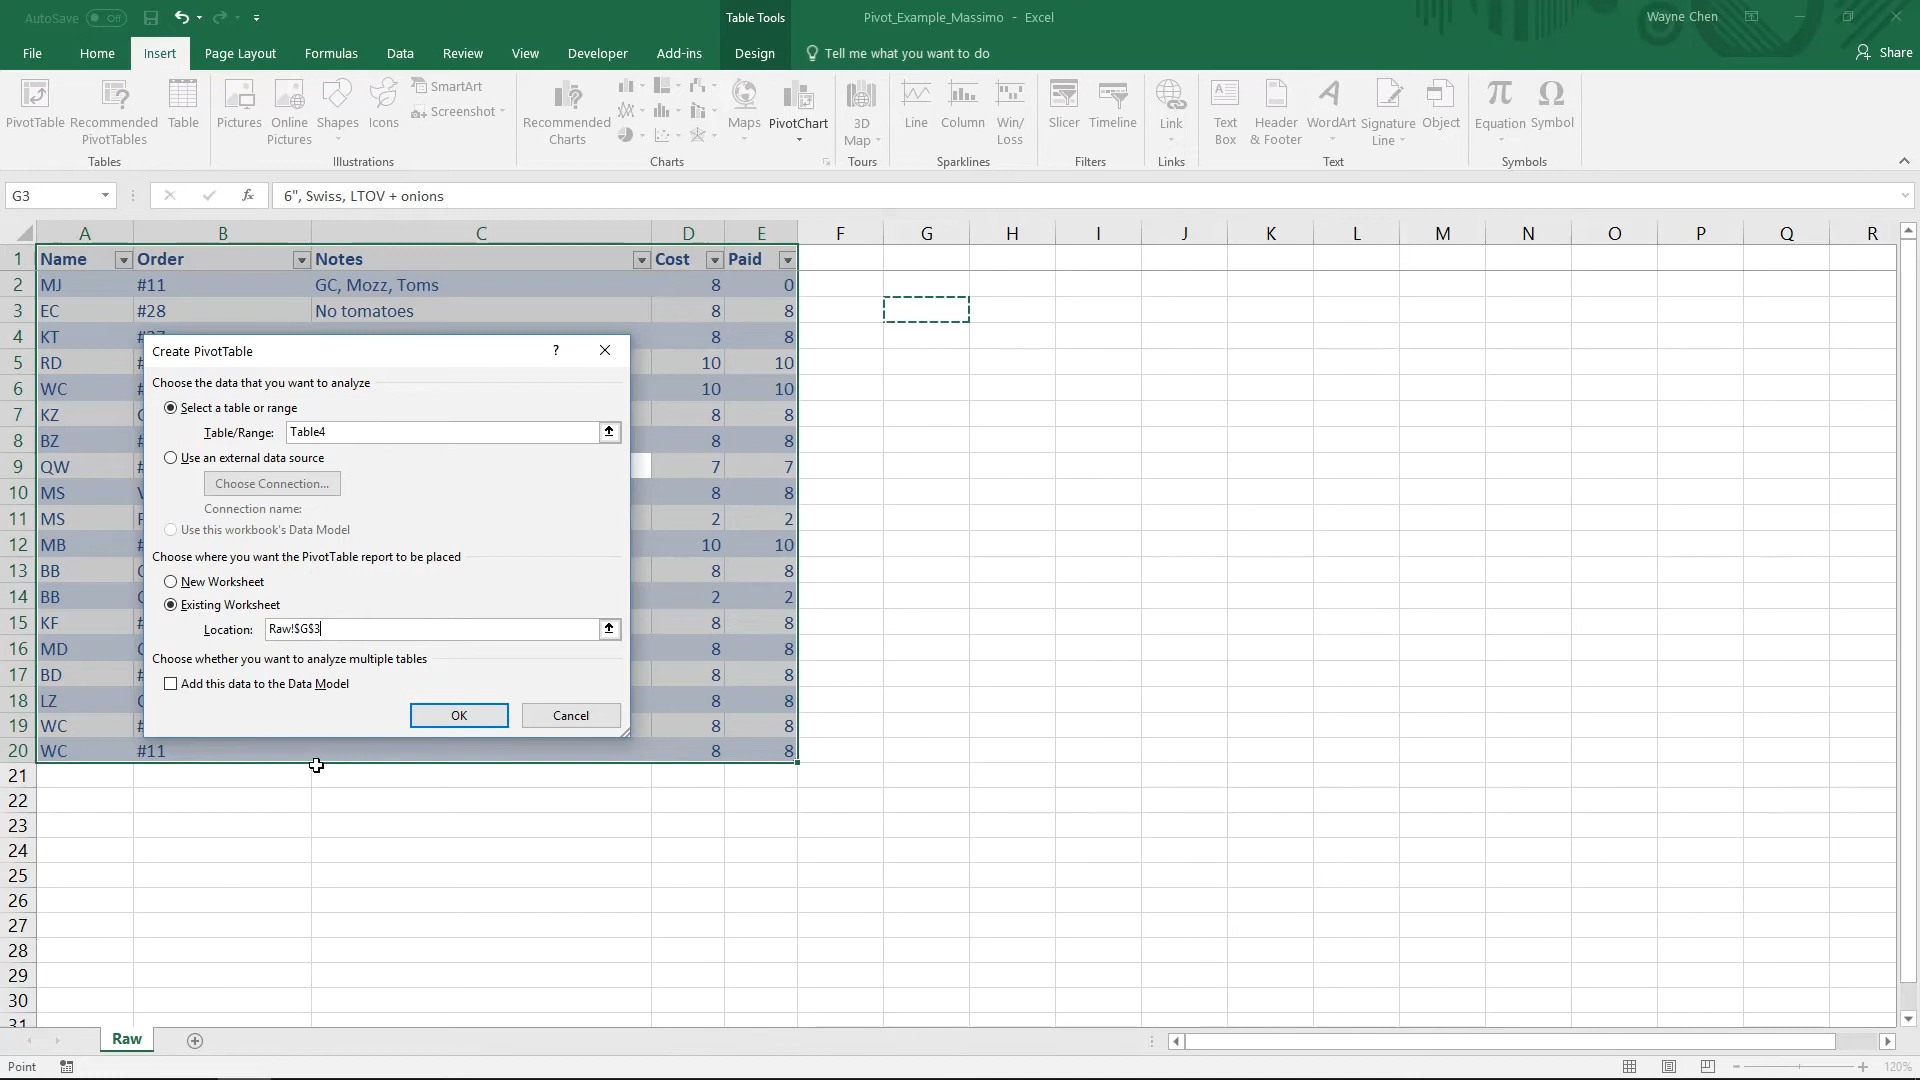 AutoSave Off
Table Tools
Pivot_Example_Massimo - Excel
Wayne Chen
File Home Insert Page Layout Formulas Data Review View Developer Add-ins Design Tell me what you want to do Share
PivotTable
Recommended PivotTables
Table
Tables
Pictures
Online Pictures
Shapes
Icons
SmartArt
Screenshot
Illustrations
Recommended Charts
Maps
PivotChart
Charts
3D Map
Tours
Line
Column
Win/Loss
Sparklines
Slicer
Timeline
Filters
Link
Links
Text Box
Header & Footer
WordArt
Signature Line
Object
Text
Equation
Symbol
Symbols
G3 fx 6", Swiss, LTOV + onions
A B C D E F G H I J K L M N O P Q R
1 Name Order Notes Cost Paid
2 MJ #11 GC, Mozz, Toms 8 0
3 EC #28 No tomatoes 8 8
4 KT 8 8
5 RD 10 10
6 WC 10 10
7 KZ 8 8
8 BZ 8 8
9 QW 7 7
10 MS 8 8
11 MS 2 2
12 MB 10 10
13 BB 8 8
14 BB 2 2
15 KF 8 8
16 MD 8 8
17 BD 8 8
18 LZ 8 8
19 WC 8 8
20 WC #11 8 8
21
22
23
24
25
26
27
28
29
30
31
Create PivotTable ?
Choose the data that you want to analyze
Select a table or range
Table/Range: Table4
Use an external data source
Choose Connection...
Connection name:
Use this workbook's Data Model
Choose where you want the PivotTable report to be placed
New Worksheet
Existing Worksheet
Location: Raw!$G$3
Choose whether you want to analyze multiple tables
Add this data to the Data Model
OK Cancel
Raw
Point
120%